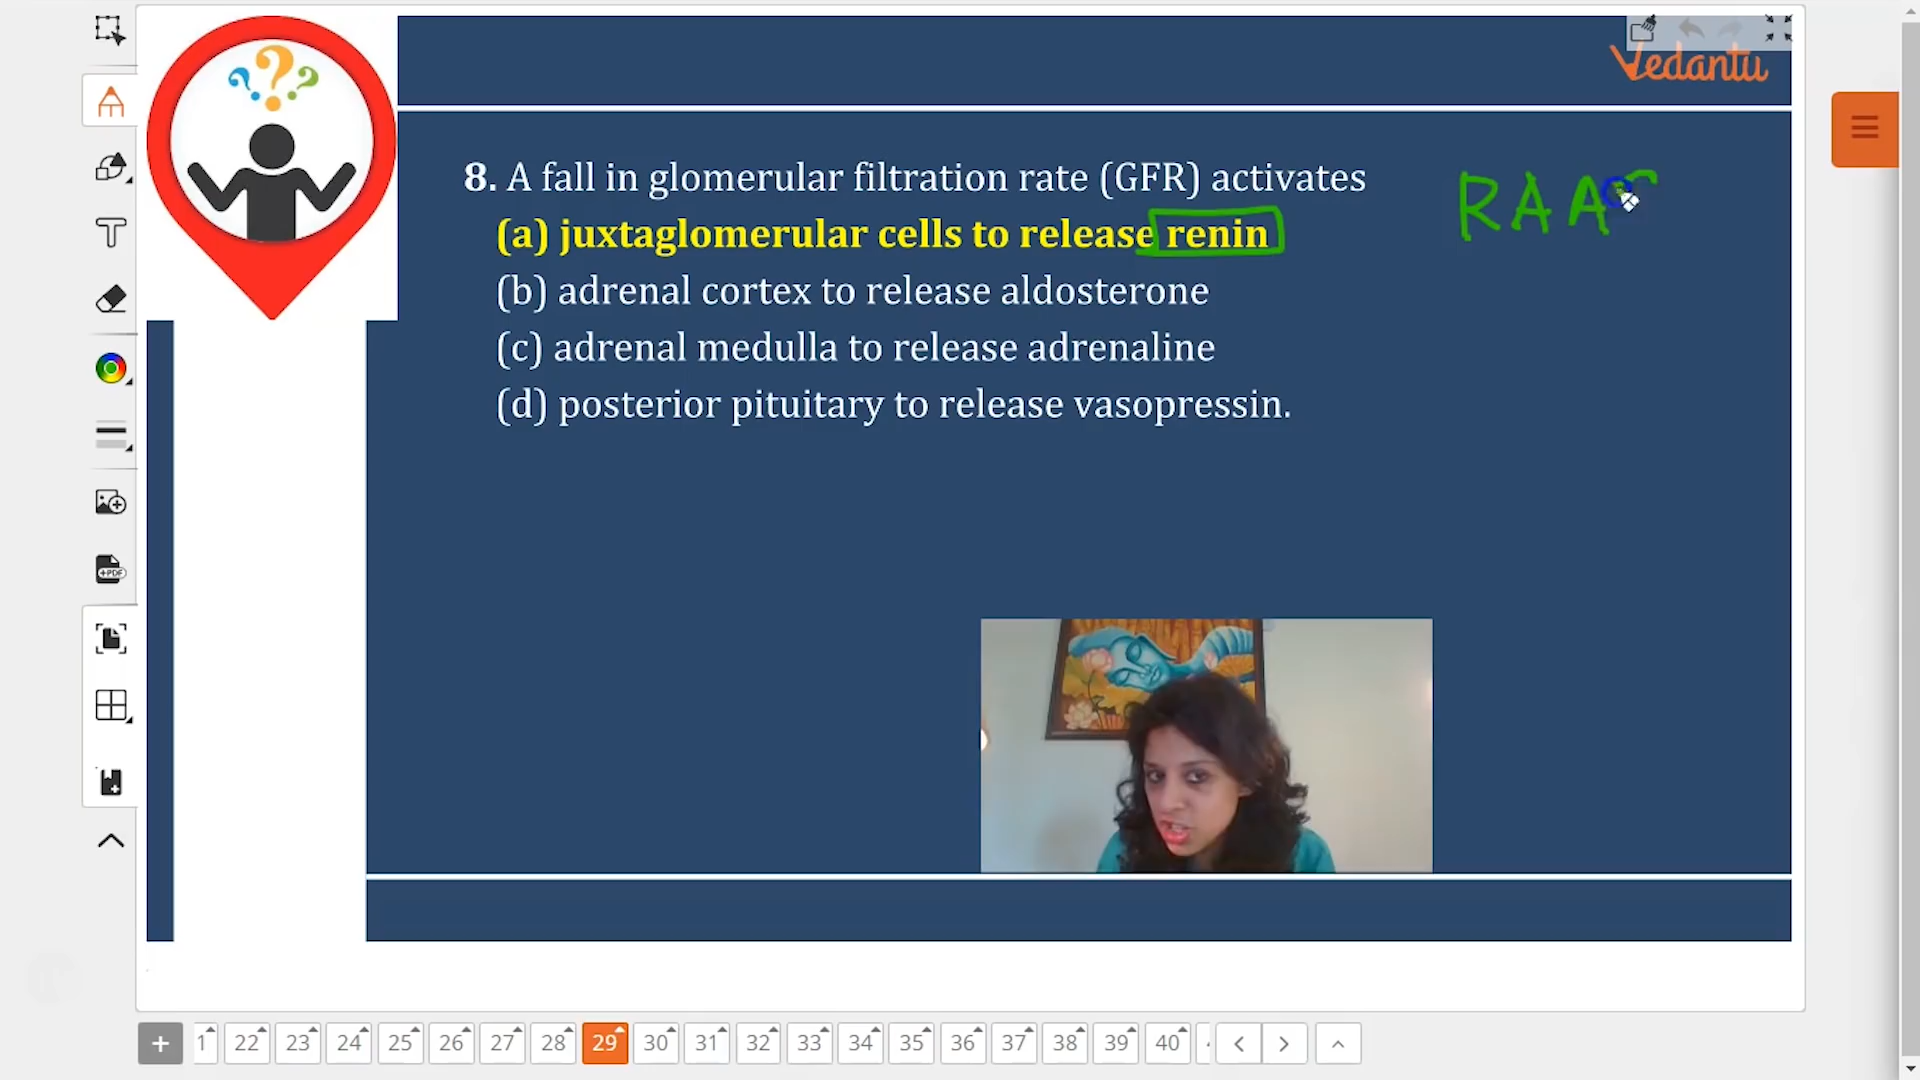 Vedantu
8. A fall in glomerular filtration rate (GFR) activates
RAAS
(a) juxtaglomerular cells to release renin
(b) adrenal cortex to release aldosterone
(c) adrenal medulla to release adrenaline
(d) posterior pituitary to release vasopressin.
+PDF
1 22 23 24 25 26 27 28 29 30 31 32 33 34 35 36 37 38 39 40